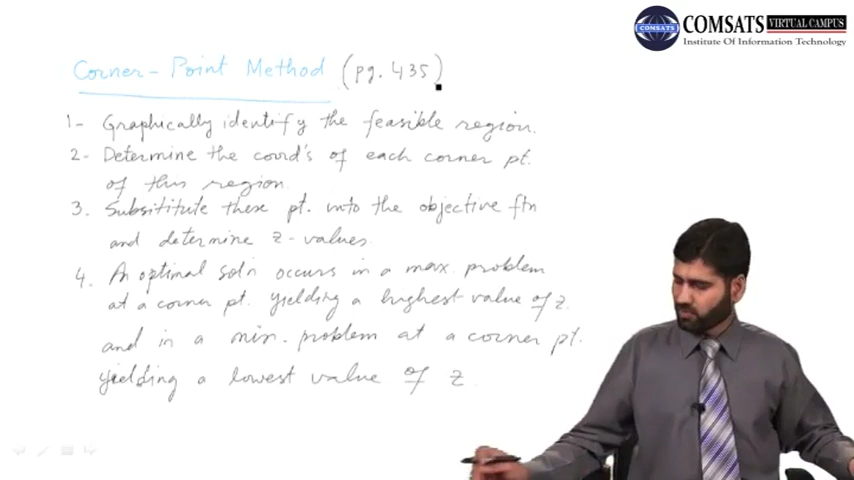 COMSATS VIRTUAL CAMPUS
COMSATS
Institute Of Information Technology
Corner-Point Method (pg. 435)
1- Graphically identify the feasible region.
2- Determine the coord's of each corner pt.
of this region.
3. Subsitute these pt. into the objective ftn
and determine z-values.
4. An optimal soln occurs in a max. problem
at a corner pt. yielding a highest value of z.
and in a min. problem at a corner pt.
yielding a lowest value of z.